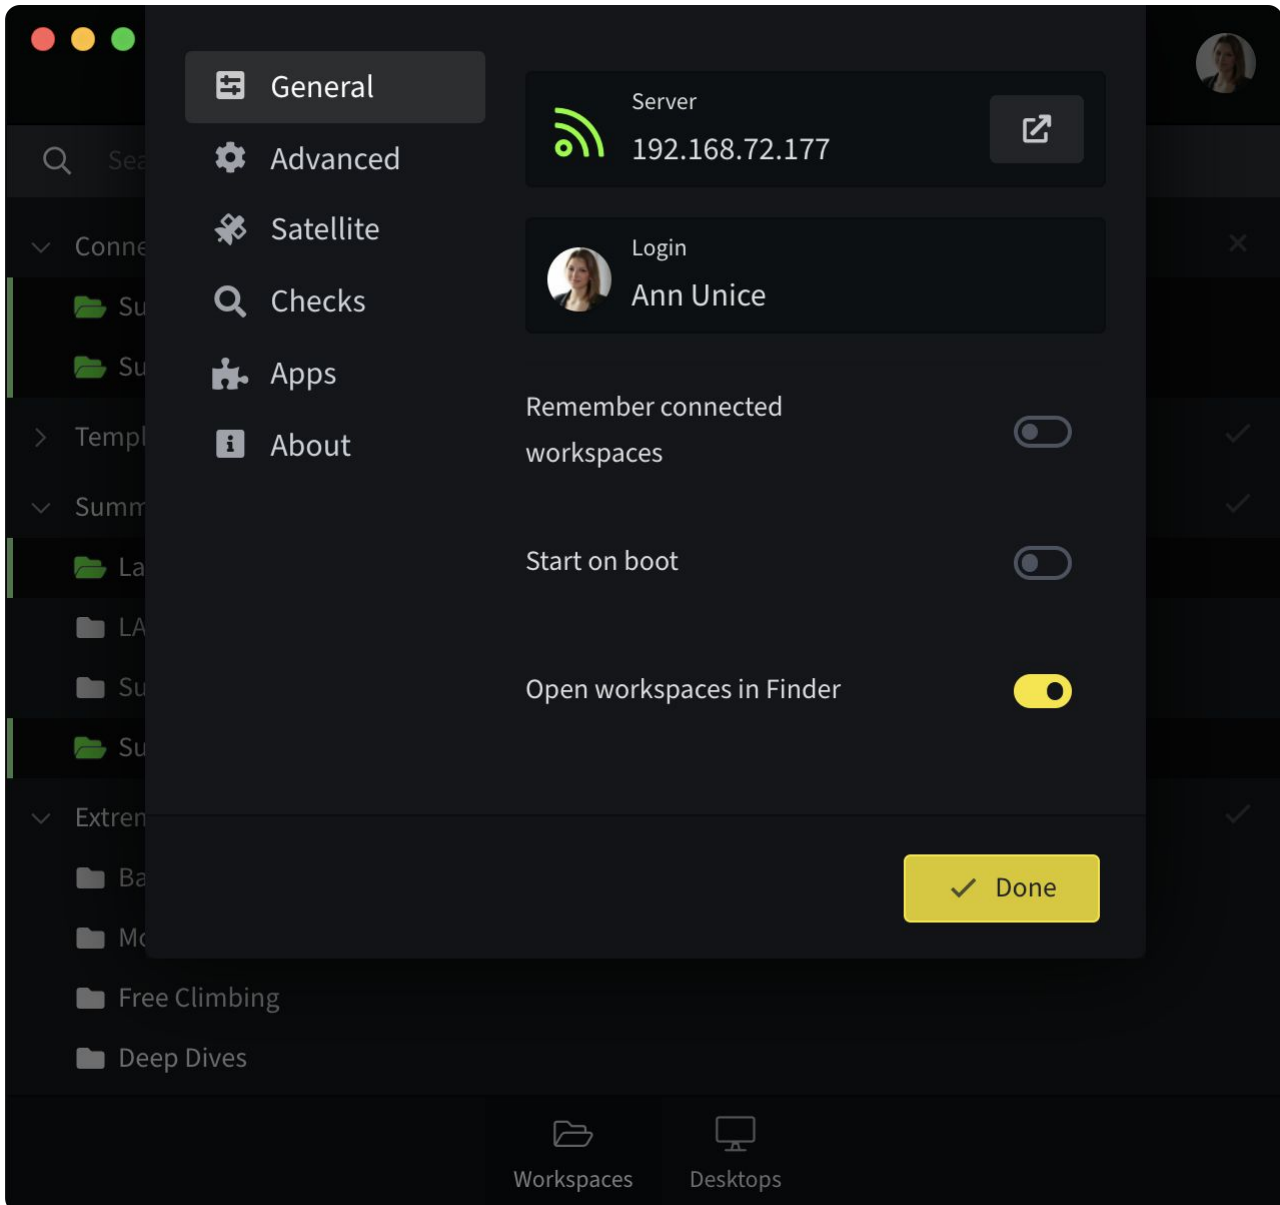 General
Advanced
Satellite
Checks
Apps
About
Server
192.168.72.177
Login
Ann Unice
Remember connected
workspaces
Start on boot
Open workspaces in Finder
Done
Free Climbing
Deep Dives
Workspaces
Desktops